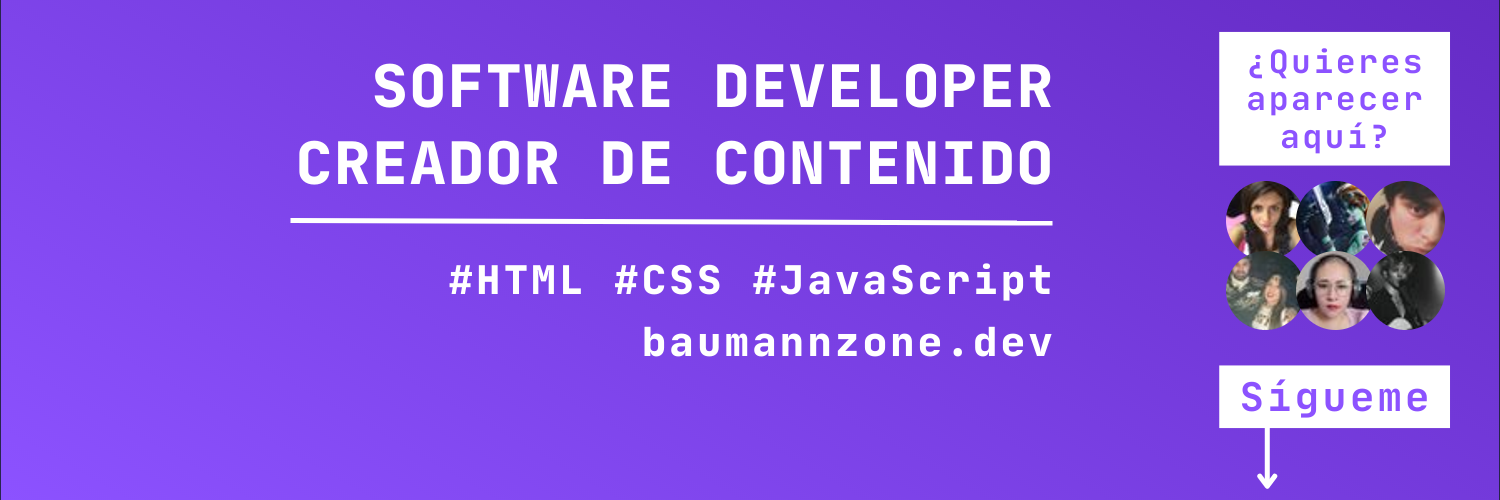 SOFTWARE DEVELOPER
CREADOR DE CONTENIDO
#HTML #CSS #JavaScript
baumannzone.dev
¿Quieres
aparecer
aquí?
Sígueme